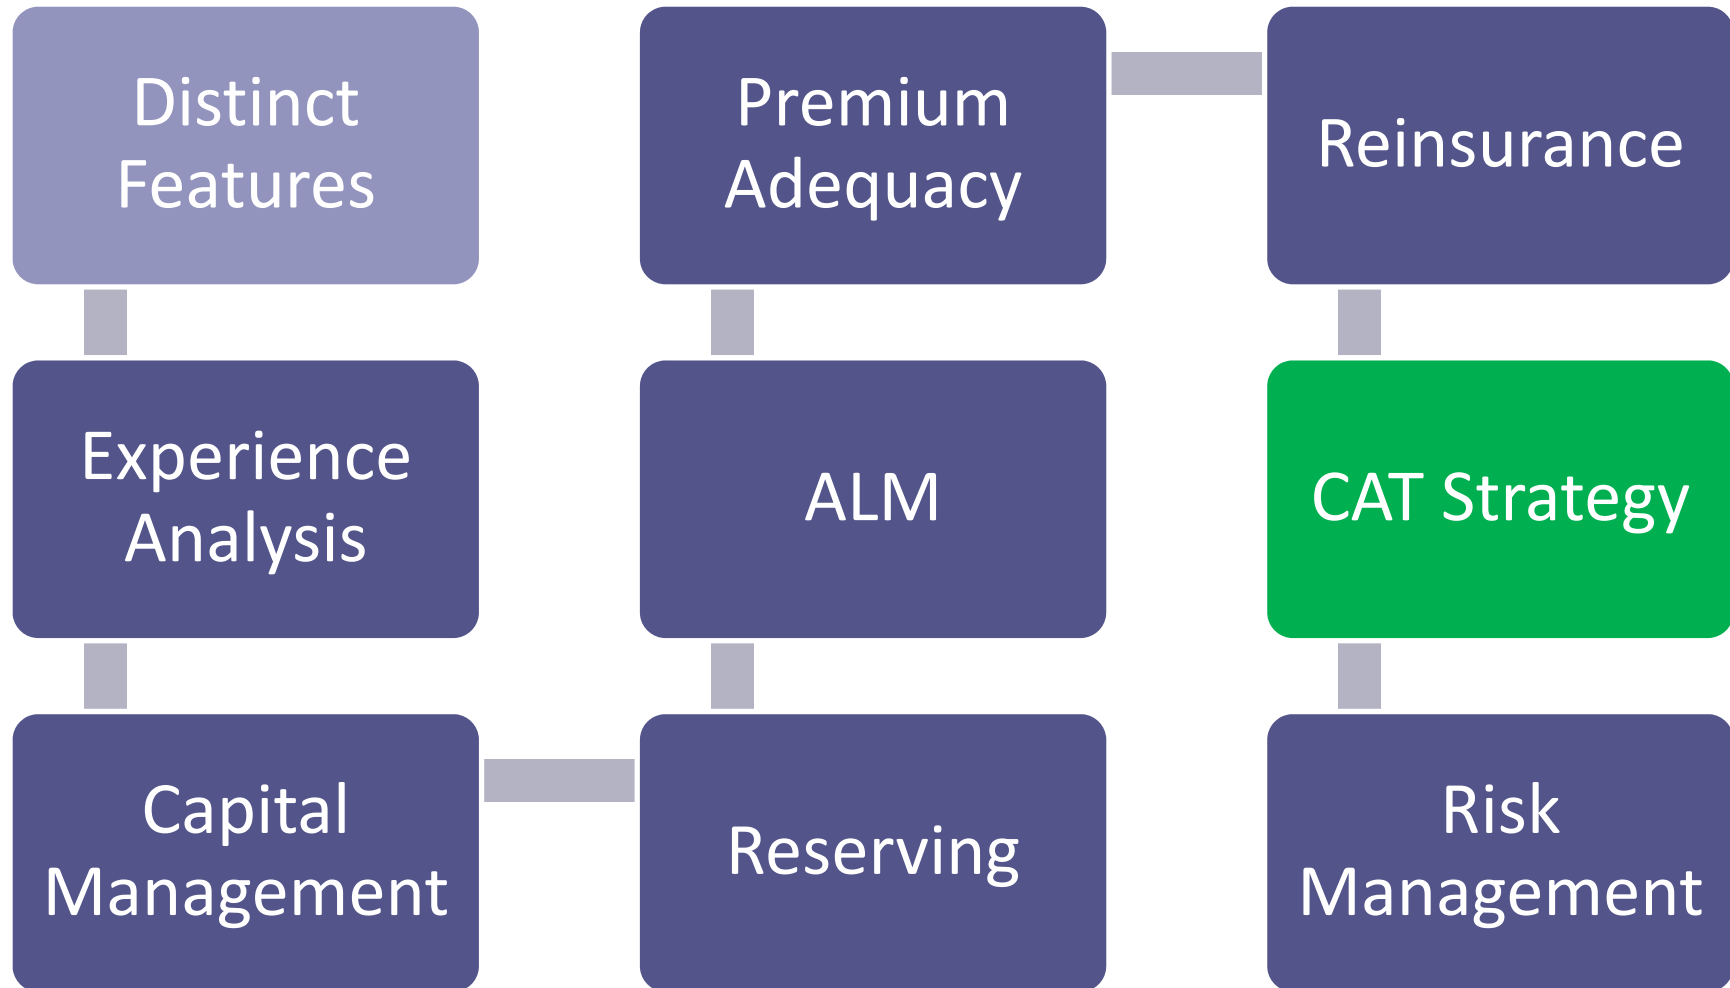 Distinct
Features
Experience
Analysis
Capital
Management
Reserving
ALM
Premium
Adequacy
Reinsurance
CAT Strategy
Risk
Management